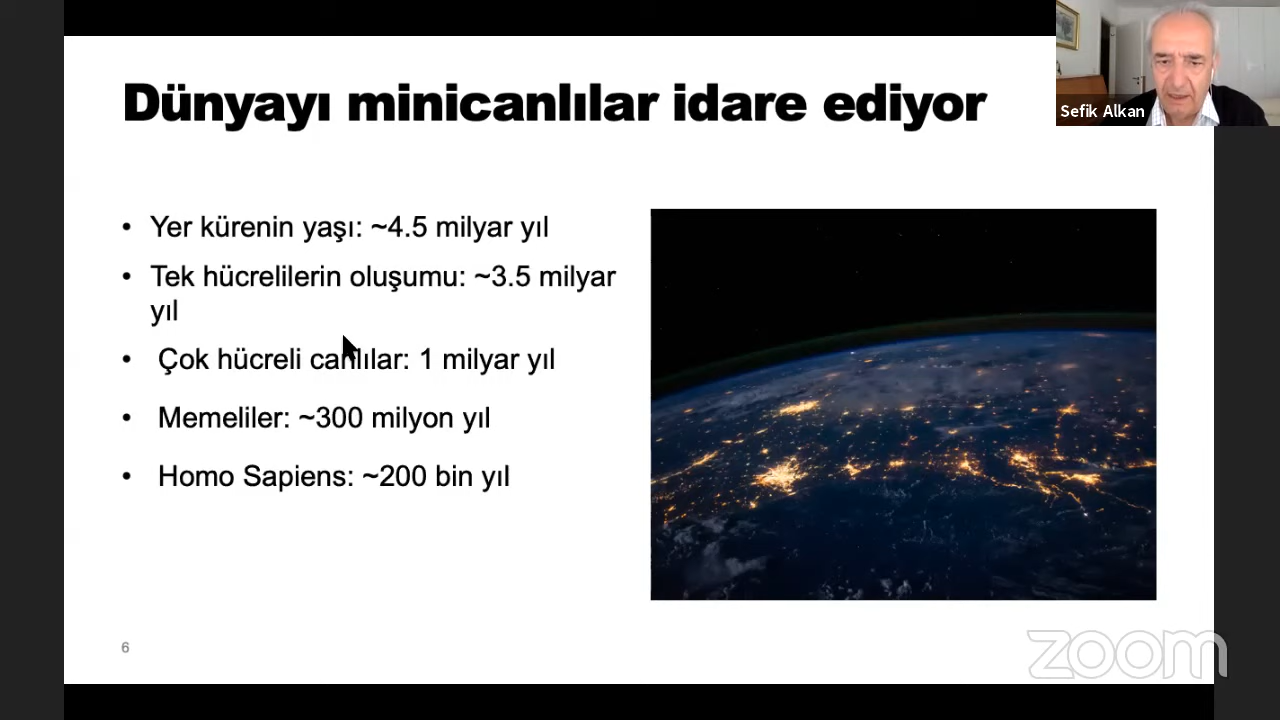 Dünyayı minicanlılar idare ediyor
Sefik Alkan
• Yer kürenin yaşı: ~4.5 milyar yıl
• Tek hücrelilerin oluşumu: ~3.5 milyar
yıl
• Çok hücreli canlılar: 1 milyar yıl
• Memeliler: ~300 milyon yıl
• Homo Sapiens: ~200 bin yıl
6
zoom